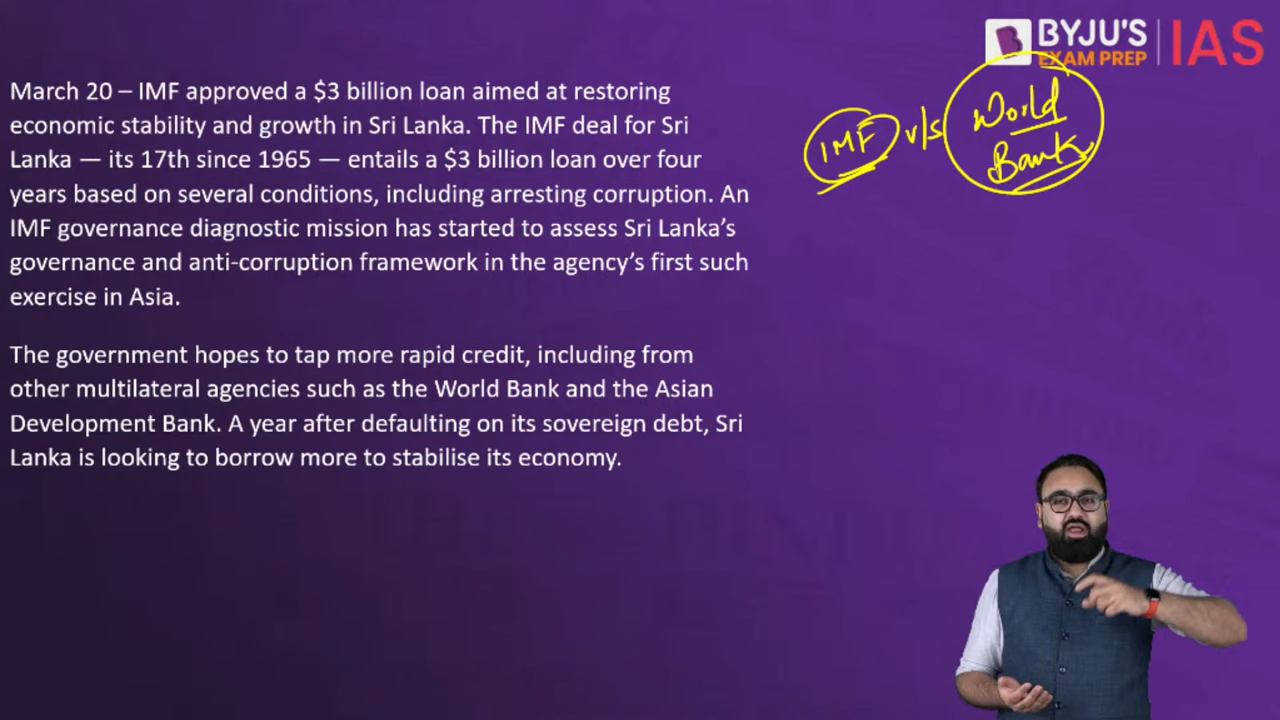 BYJU'S
EXAM PREP
IAS
March 20 – IMF approved a $3 billion loan aimed at restoring
economic stability and growth in Sri Lanka. The IMF deal for Sri
Lanka — its 17th since 1965 — entails a $3 billion loan over four
years based on several conditions, including arresting corruption. An
IMF governance diagnostic mission has started to assess Sri Lanka's
governance and anti-corruption framework in the agency's first such
exercise in Asia.
The government hopes to tap more rapid credit, including from
other multilateral agencies such as the World Bank and the Asian
Development Bank. A year after defaulting on its sovereign debt, Sri
Lanka is looking to borrow more to stabilise its economy.
IMF v/s World
Bank